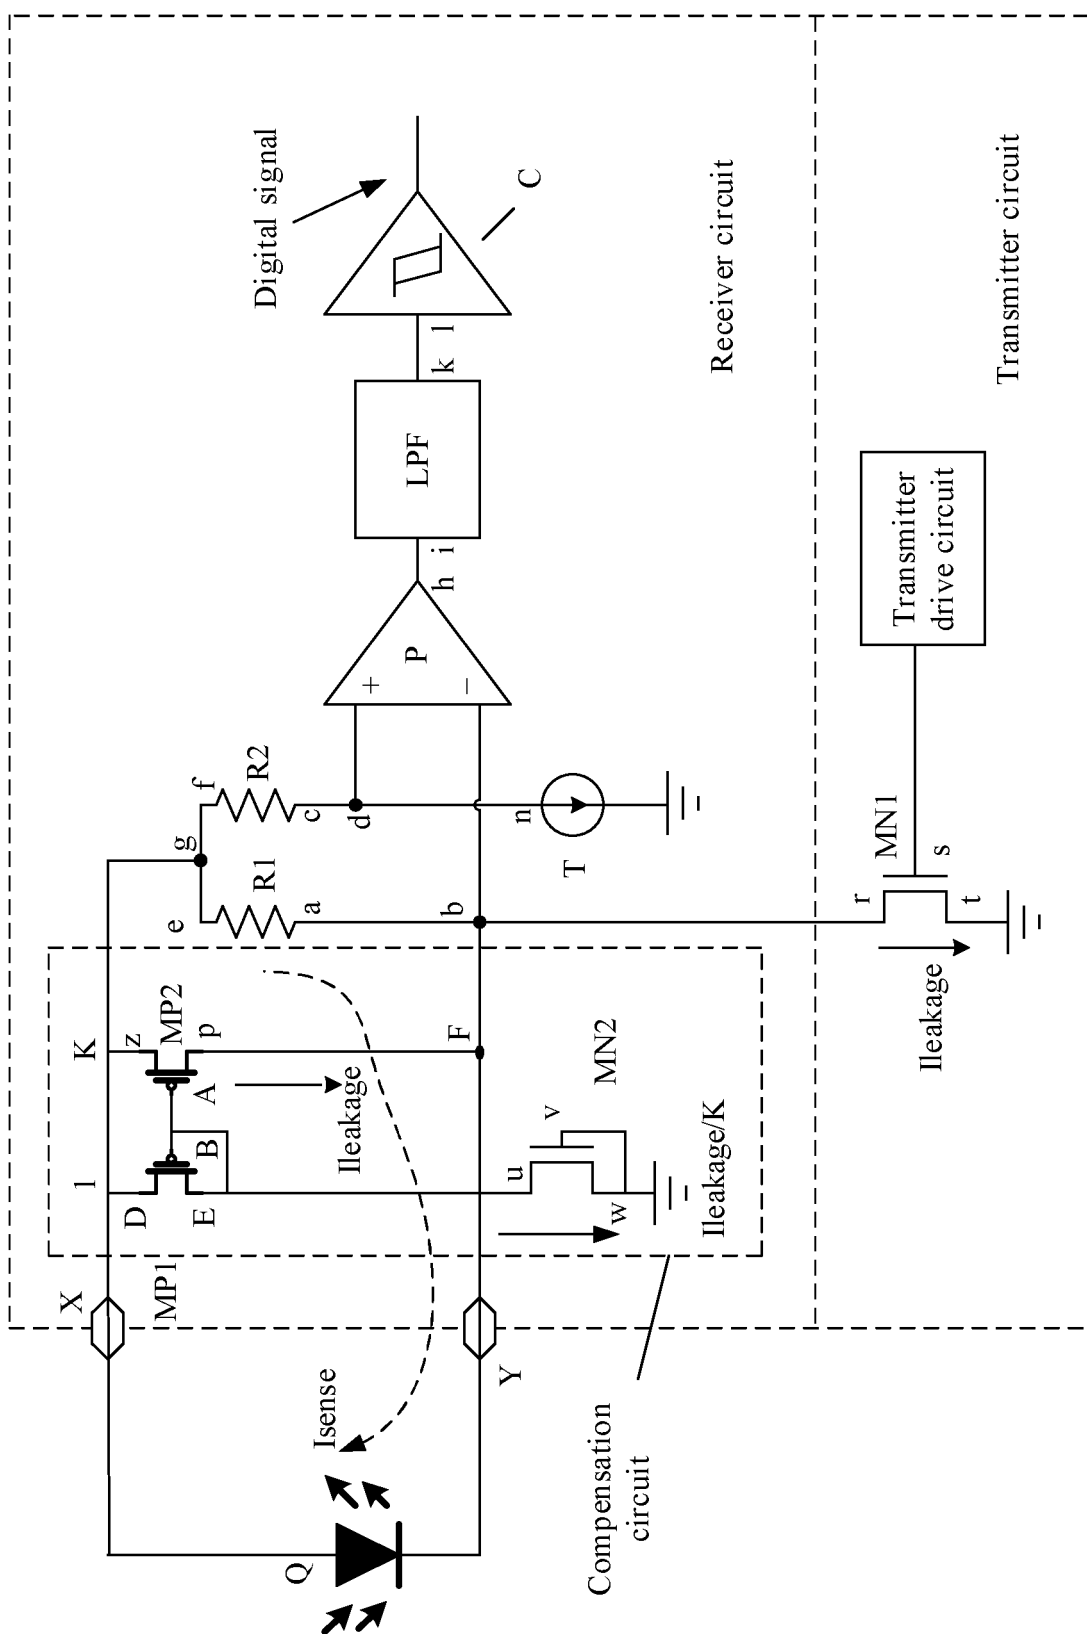 Digital signal
C
l
k
LPF
i
h
P
+
−
Receiver circuit
Transmitter circuit
Transmitter
drive circuit
f
R2
c
d
n
T
g
e
R1
a
b
MN1
s
r
t
Ileakage
K
z
MP2
p
A
Ileakage
F
MN2
1
B
D
E
u
v
w
Ileakage/K
X
MP1
Y
Isense
Q
Compensation
circuit